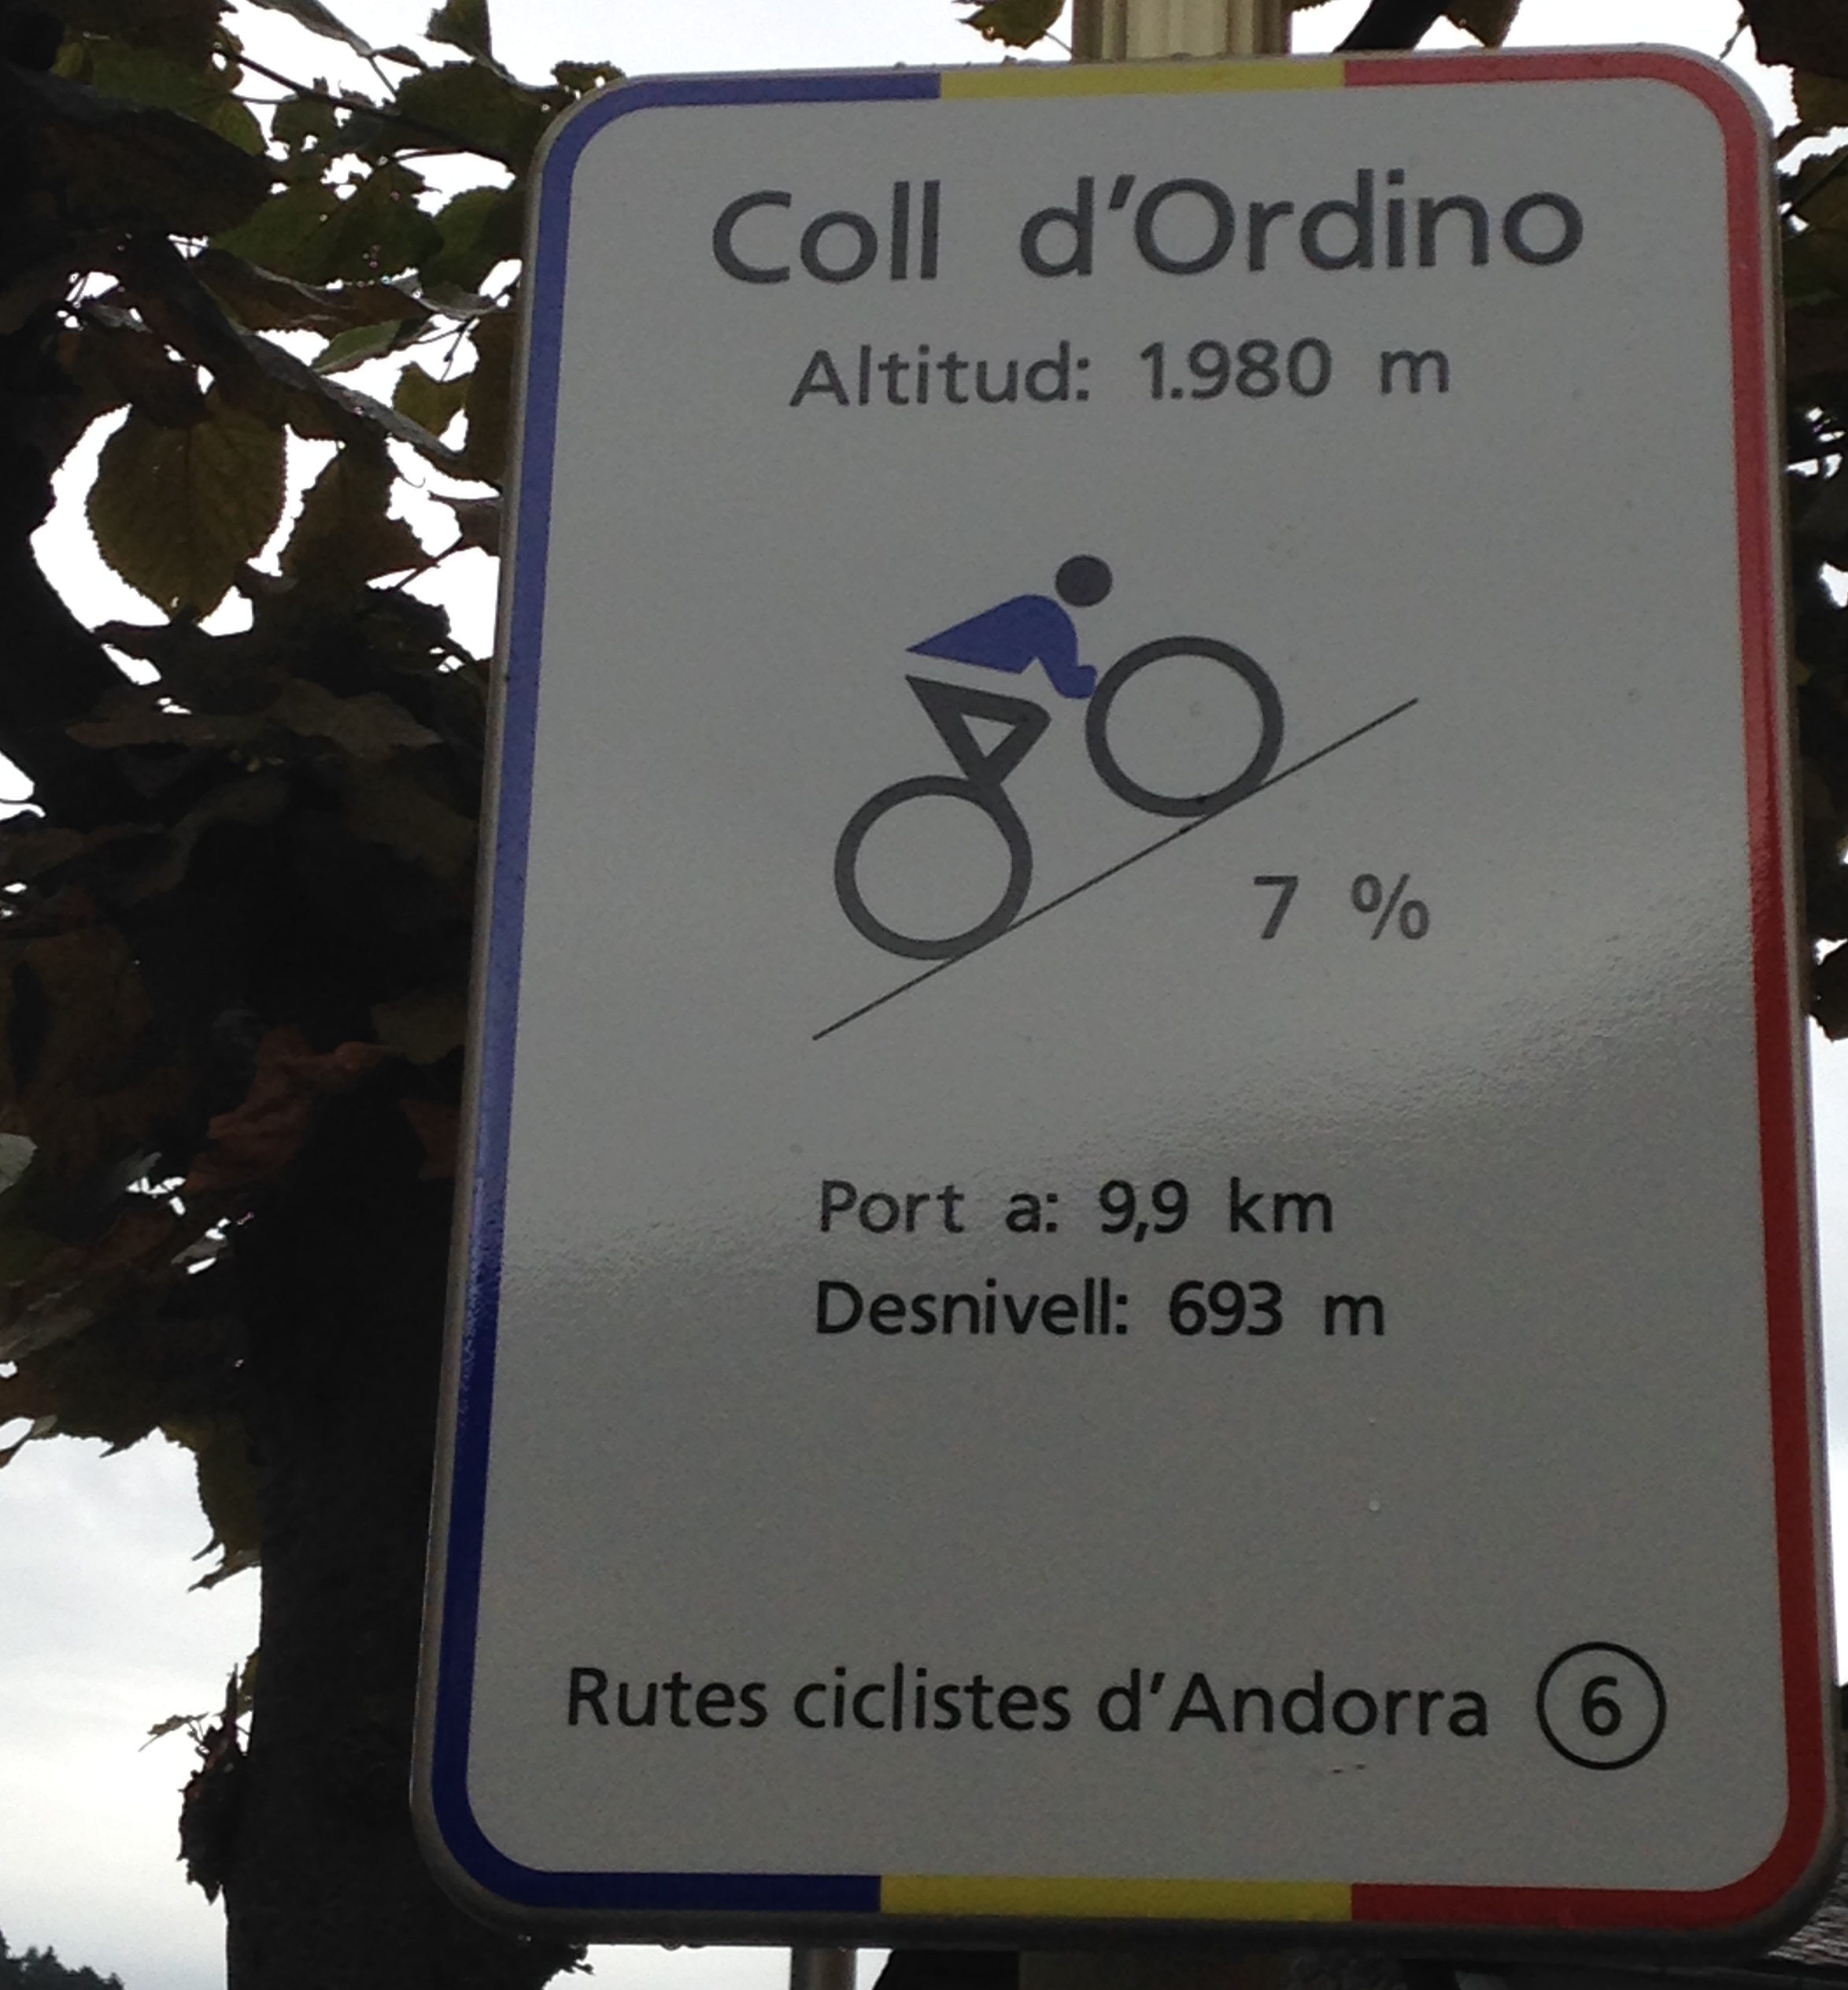 Coll d'Ordino
Altitud: 1.980 m
7 %
Port a: 9,9 km
Desnivell: 693 m
Rutes ciclistes d'Andorra 6